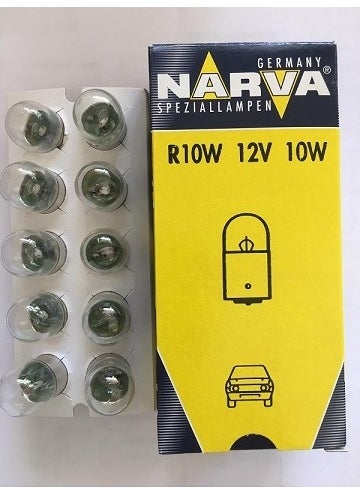 GERMANY
NARVA®
SPEZIALLAMPEN
R10W 12V 10W